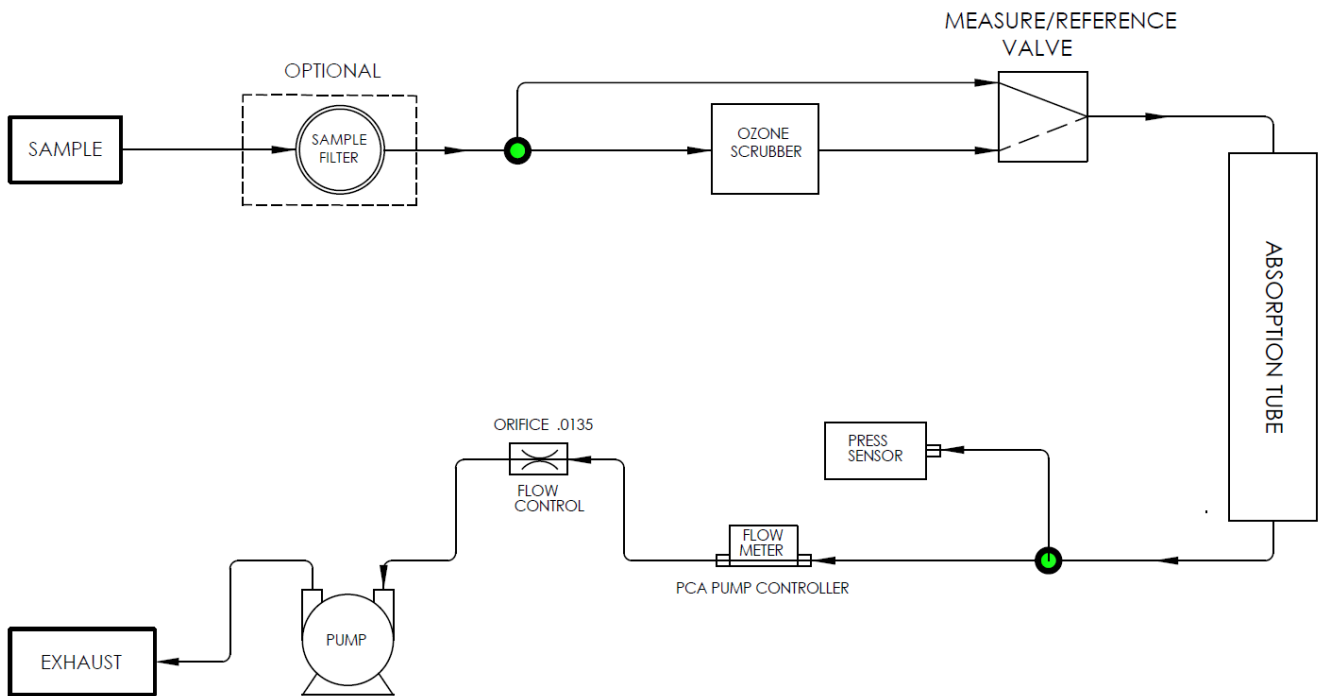 MEASURE/REFERENCE
VALVE
OPTIONAL
SAMPLE
SAMPLE
FILTER
OZONE
SCRUBBER
ABSORPTION TUBE
ORIFICE .0135
FLOW
CONTROL
PRESS
SENSOR
FLOW
METER
PCA PUMP CONTROLLER
PUMP
EXHAUST